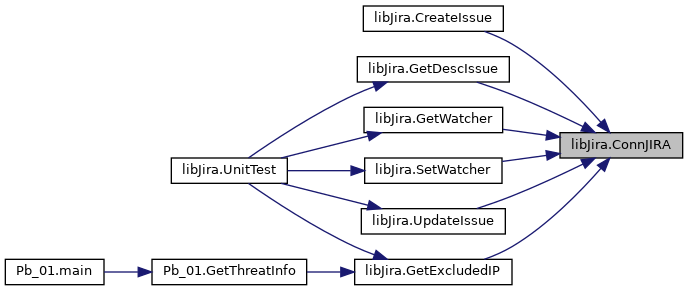 libJira.CreateIssue
libJira.GetDescIssue
libJira.GetWatcher
libJira.ConnJIRA
libJira.UnitTest
libJira.SetWatcher
libJira.UpdateIssue
Pb_01.main
Pb_01.GetThreatInfo
libJira.GetExcludedIP